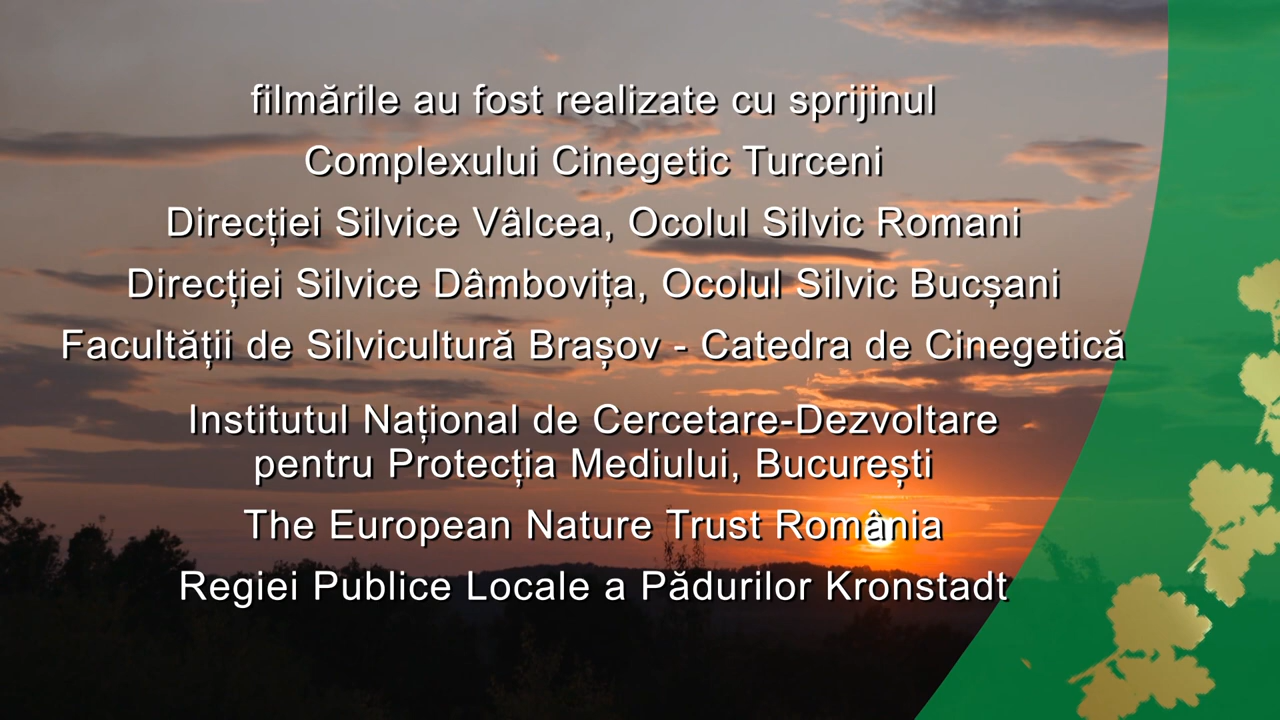 filmările au fost realizate cu sprijinul
Complexului Cinegetic Turceni
Direcției Silvice Vâlcea, Ocolul Silvic Romani
Direcției Silvice Dâmbovița, Ocolul Silvic Bucșani
Facultății de Silvicultură Brașov - Catedra de Cinegetică
Institutul Național de Cercetare-Dezvoltare
pentru Protecția Mediului, București
The European Nature Trust România
Regiei Publice Locale a Pădurilor Kronstadt